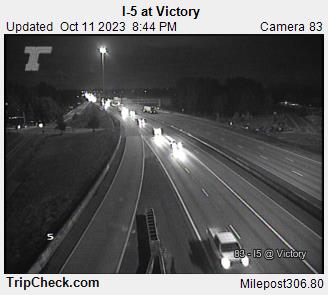 I-5 at Victory
Updated Oct 11 2023 8:44 PM Camera 83
T
S
83 - I5 @ Victory
TripCheck.com Milepost306.80